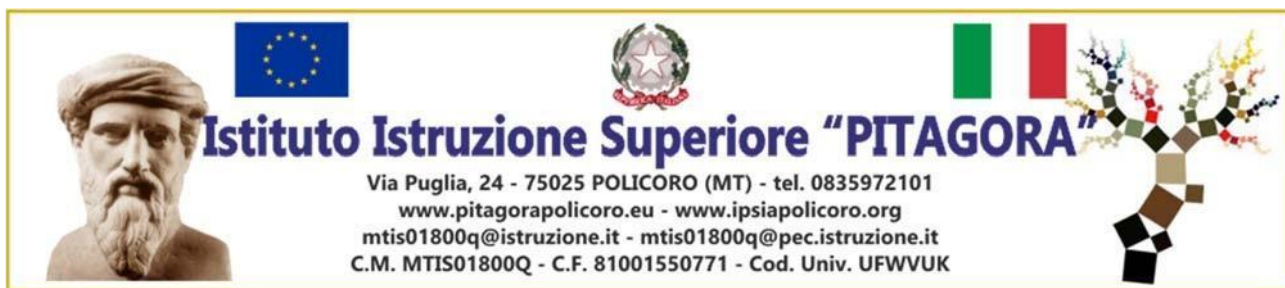 Istituto Istruzione Superiore “PITAGORA”
Via Puglia, 24 - 75025 POLICORO (MT) - tel. 0835972101
www.pitagorapolicoro.eu - www.ipsiapolicoro.org
mtis01800q@istruzione.it - mtis01800q@pec.istruzione.it
C.M. MTIS01800Q - C.F. 81001550771 - Cod. Univ. UFWVUK